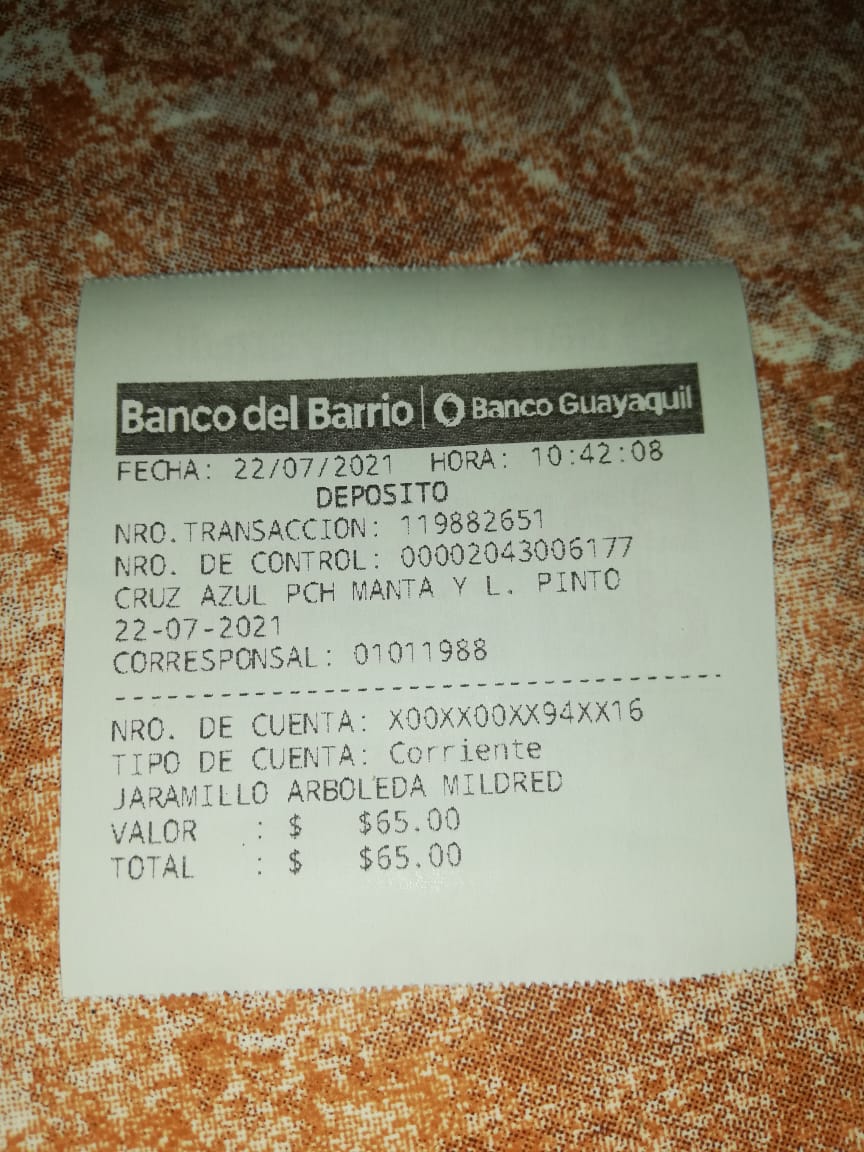 Banco del Barrio | Banco Guayaquil
FECHA: 22/07/2021 HORA: 10:42:08
DEPOSITO
NRO.TRANSACCION: 119882651
NRO. DE CONTROL: 00002043006177
CRUZ AZUL PCH MANTA Y L. PINTO
22-07-2021
CORRESPONSAL: 01011988
NRO. DE CUENTA: X00XX00XX94XX16
TIPO DE CUENTA: Corriente
JARAMILLO ARBOLEDA MILDRED
VALOR : $ $65.00
TOTAL : $ $65.00